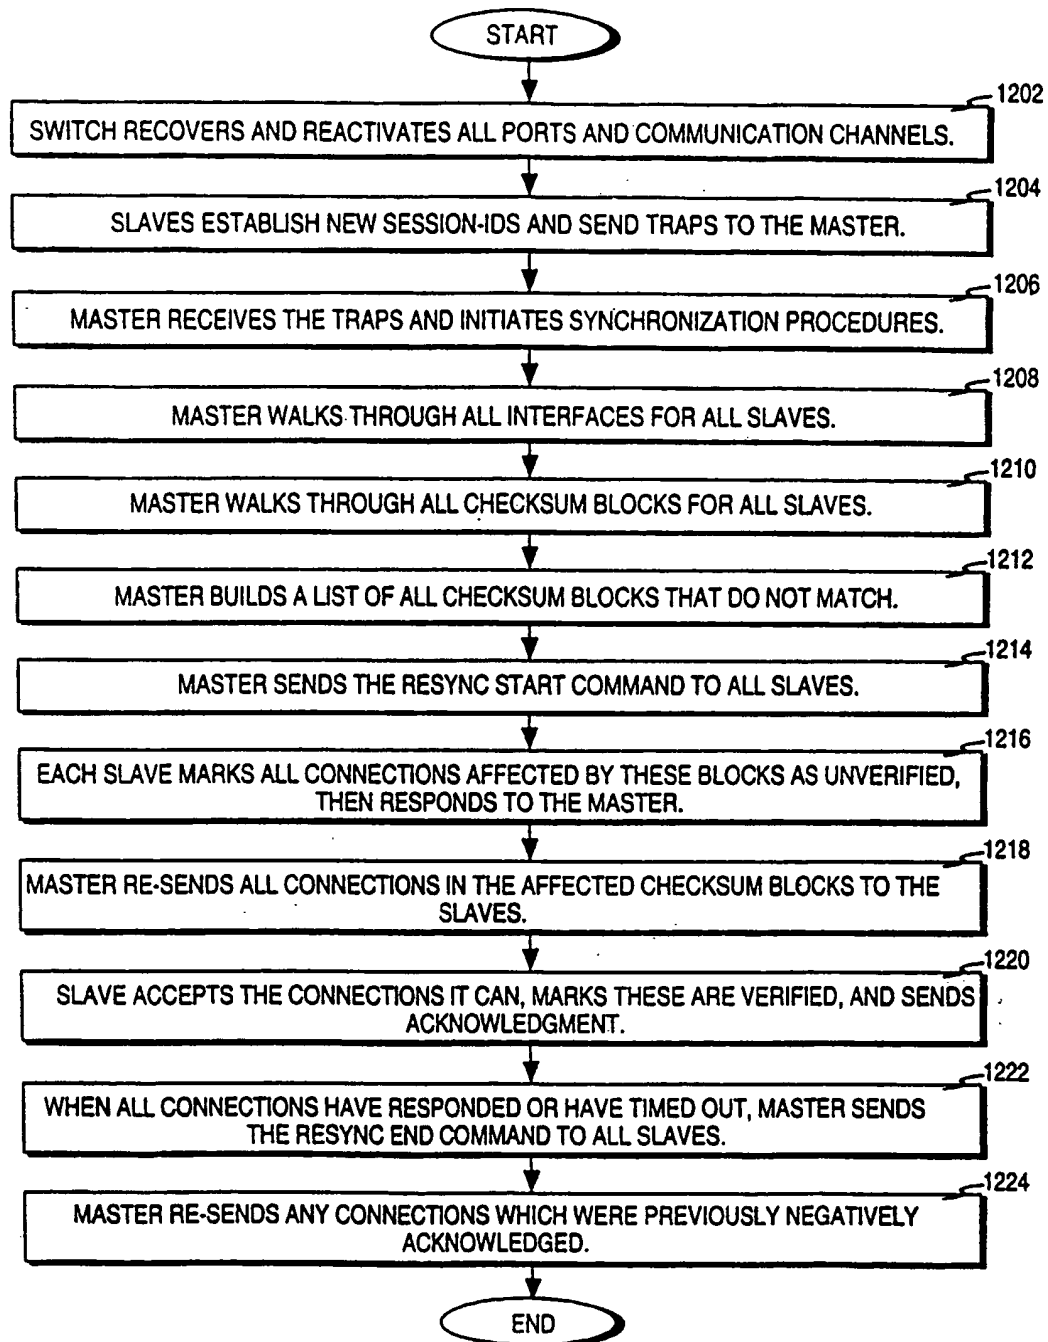 START
1202
SWITCH RECOVERS AND REACTIVATES ALL PORTS AND COMMUNICATION CHANNELS.
1204
SLAVES ESTABLISH NEW SESSION-IDS AND SEND TRAPS TO THE MASTER.
1206
MASTER RECEIVES THE TRAPS AND INITIATES SYNCHRONIZATION PROCEDURES.
1208
MASTER WALKS THROUGH ALL INTERFACES FOR ALL SLAVES.
1210
MASTER WALKS THROUGH ALL CHECKSUM BLOCKS FOR ALL SLAVES.
1212
MASTER BUILDS A LIST OF ALL CHECKSUM BLOCKS THAT DO NOT MATCH.
1214
MASTER SENDS THE RESYNC START COMMAND TO ALL SLAVES.
1216
EACH SLAVE MARKS ALL CONNECTIONS AFFECTED BY THESE BLOCKS AS UNVERIFIED,
THEN RESPONDS TO THE MASTER.
1218
MASTER RE-SENDS ALL CONNECTIONS IN THE AFFECTED CHECKSUM BLOCKS TO THE
SLAVES.
1220
SLAVE ACCEPTS THE CONNECTIONS IT CAN, MARKS THESE ARE VERIFIED, AND SENDS
ACKNOWLEDGMENT.
1222
WHEN ALL CONNECTIONS HAVE RESPONDED OR HAVE TIMED OUT, MASTER SENDS
THE RESYNC END COMMAND TO ALL SLAVES.
1224
MASTER RE-SENDS ANY CONNECTIONS WHICH WERE PREVIOUSLY NEGATIVELY
ACKNOWLEDGED.
END